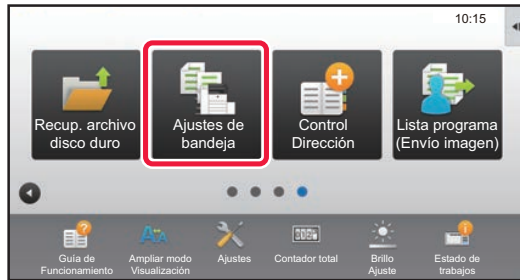 10:15
Recup. archivo
disco duro
Ajustes de
bandeja
Control
Dirección
Lista programa
(Envío imagen)
Guía de
Funcionamiento
Ampliar modo
Visualización
Ajustes
Contador total
Brillo
Ajuste
Estado de
trabajos